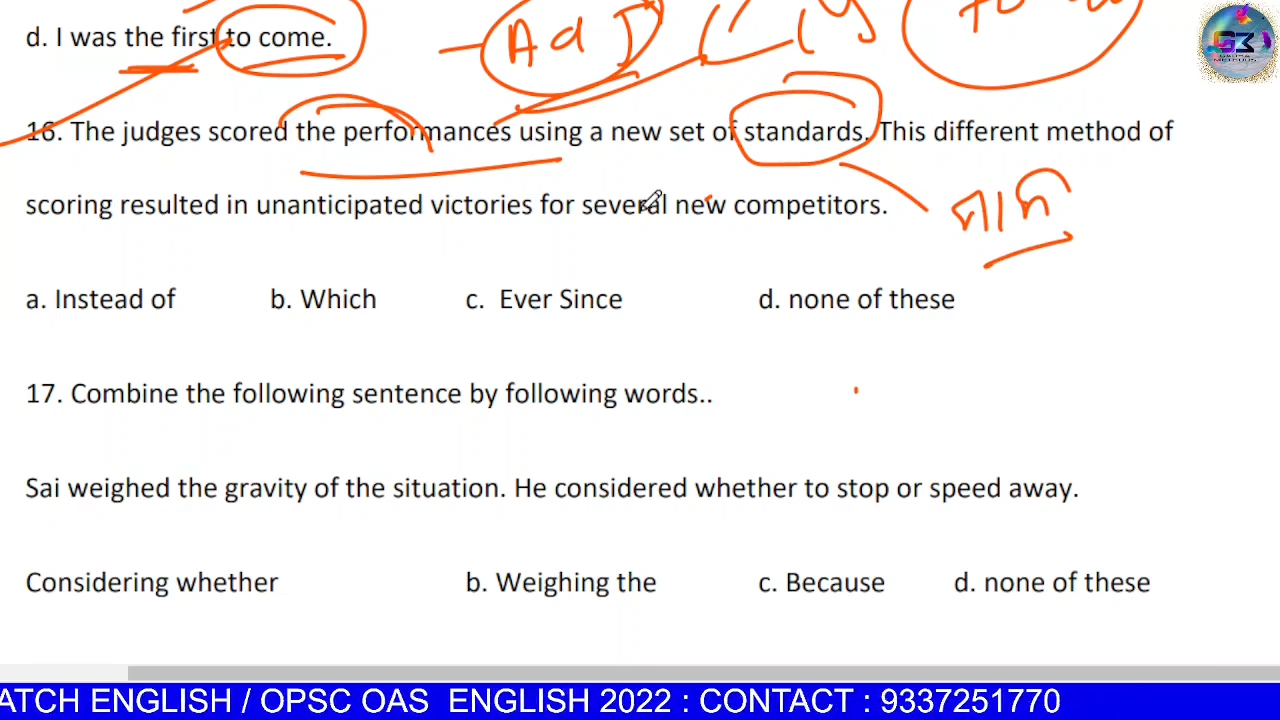 d. I was the first to come.
Ad
16. The judges scored the performances using a new set of standards. This different method of
scoring resulted in unanticipated victories for several new competitors.
a. Instead of b. Which c. Ever Since d. none of these
17. Combine the following sentence by following words..
Sai weighed the gravity of the situation. He considered whether to stop or speed away.
Considering whether b. Weighing the c. Because d. none of these
ATCH ENGLISH / OPSC OAS ENGLISH 2022 : CONTACT : 9337251770